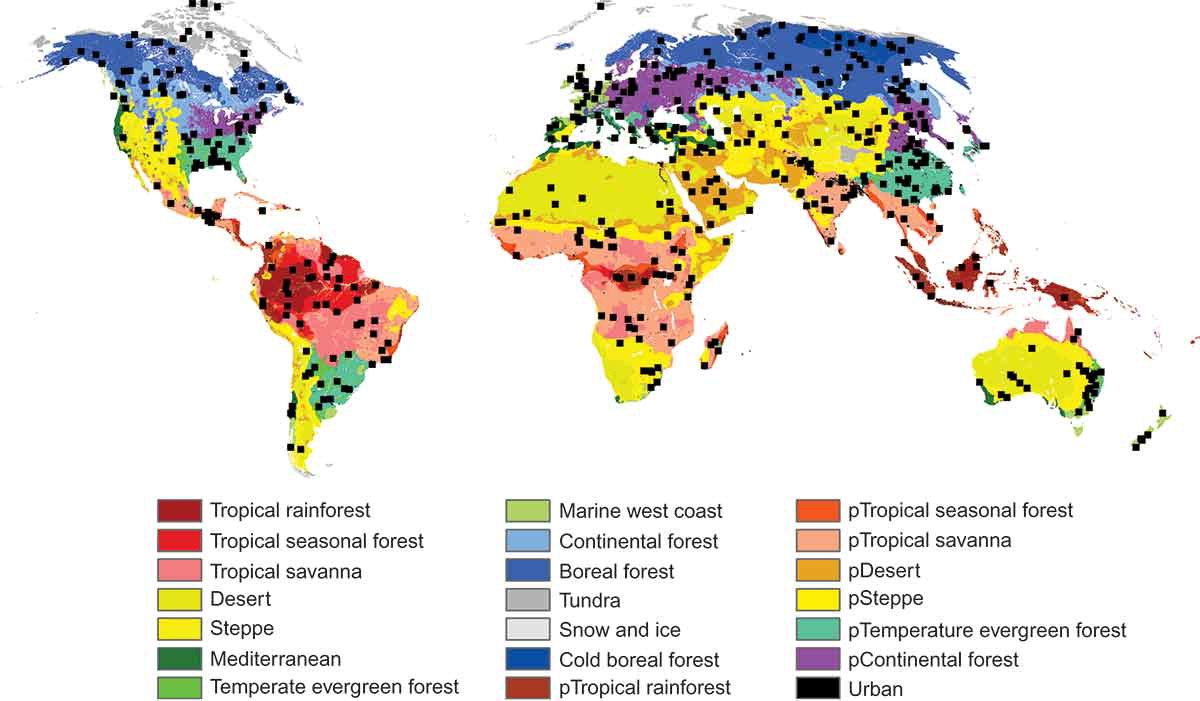 Tropical rainforest
Tropical seasonal forest
Tropical savanna
Desert
Steppe
Mediterranean
Temperate evergreen forest
Marine west coast
Continental forest
Boreal forest
Tundra
Snow and ice
Cold boreal forest
pTropical rainforest
pTropical seasonal forest
pTropical savanna
pDesert
pSteppe
pTemperature evergreen forest
pContinental forest
Urban